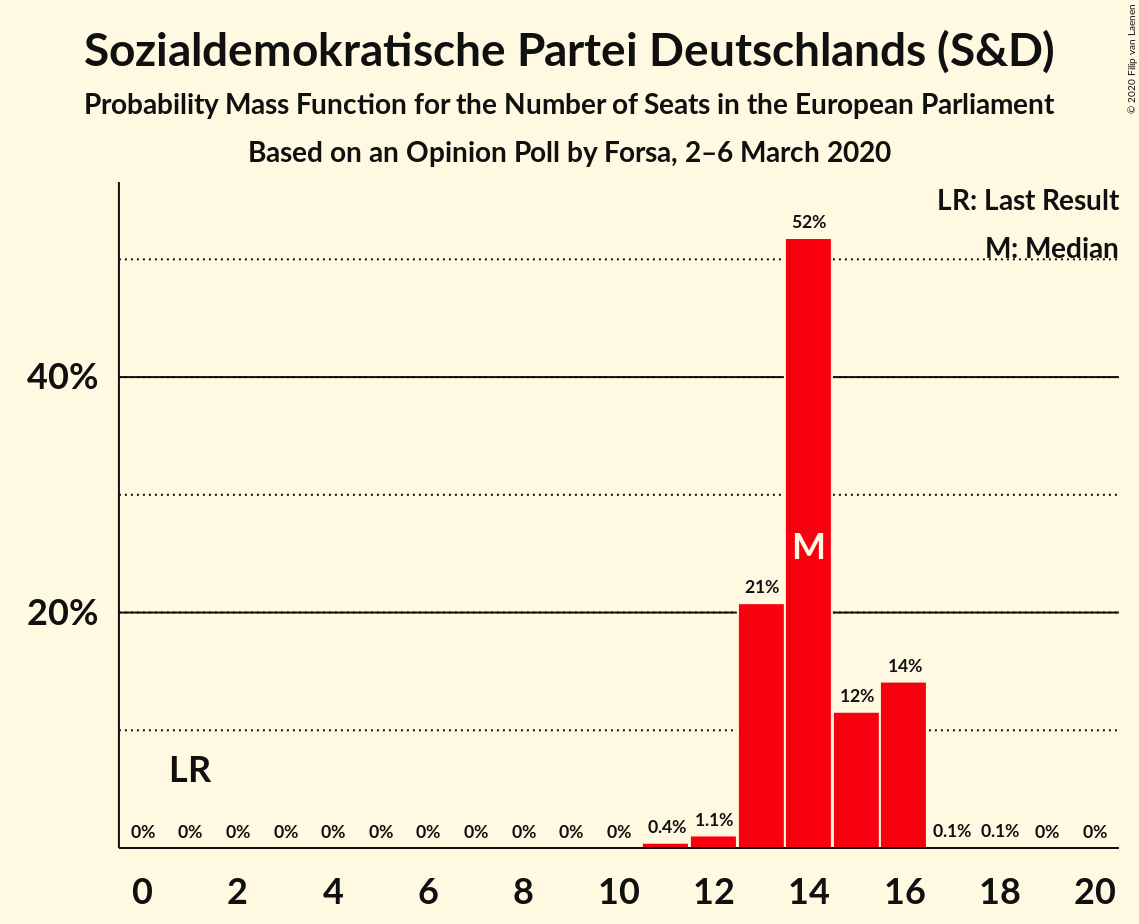 Sozialdemokratische Partei Deutschlands (S&D)
Probability Mass Function for the Number of Seats in the European Parliament
Based on an Opinion Poll by Forsa, 2–6 March 2020
© 2020 Filip van Laenen
LR: Last Result
M: Median
52%
40%
M
21%
20%
14%
12%
LR
0% 0% 0% 0% 0% 0% 0% 0% 0% 0% 0% 0.4% 1.1% 0.1% 0.1% 0% 0%
0 2 4 6 8 10 12 14 16 18 20